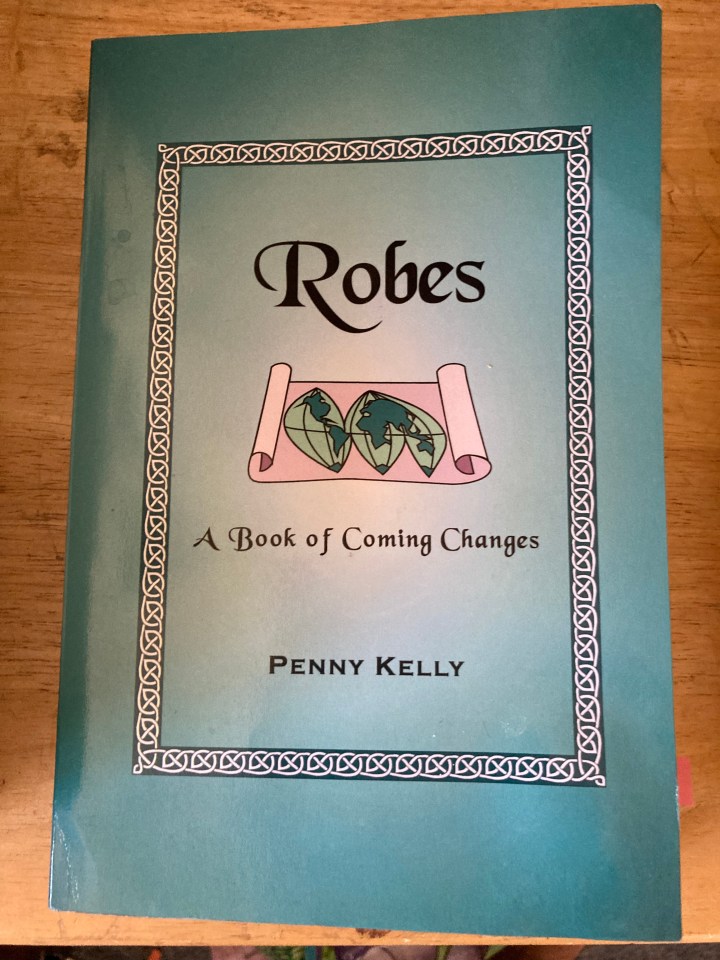 Robes
A Book of Coming Changes
PENNY KELLY